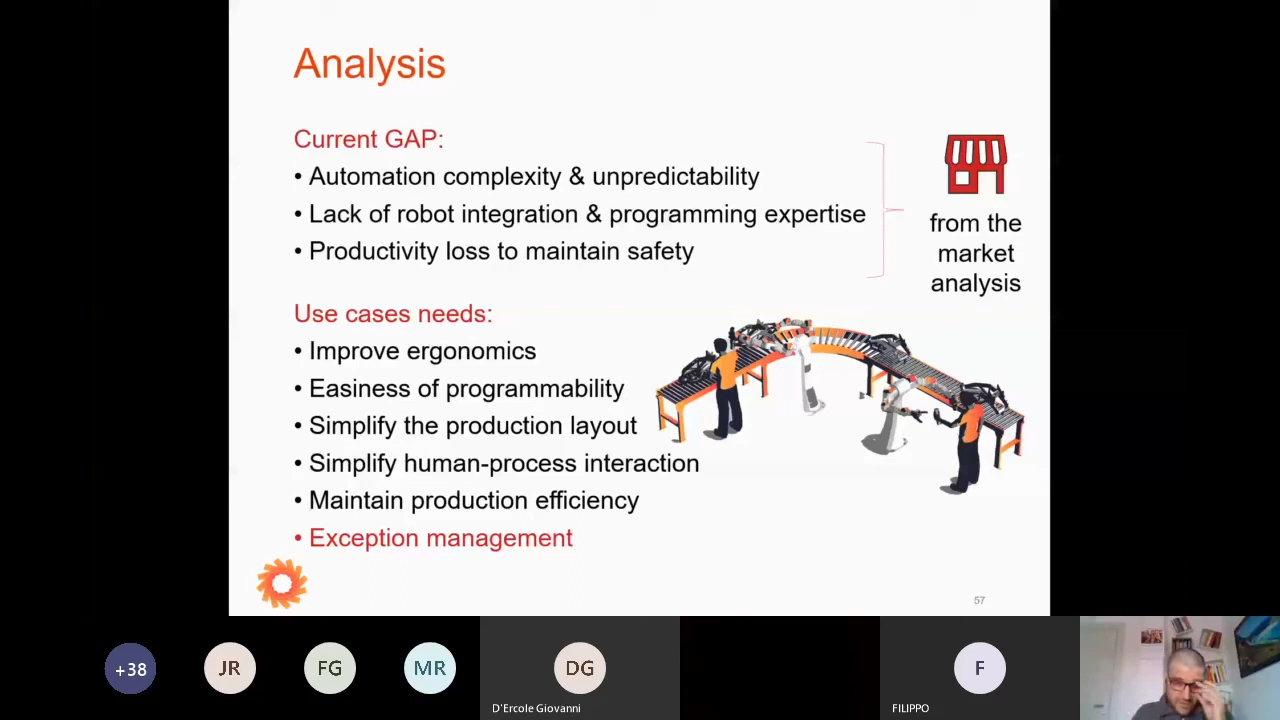 Analysis
Current GAP:
• Automation complexity & unpredictability
• Lack of robot integration & programming expertise
• Productivity loss to maintain safety
from the
market
analysis
Use cases needs:
• Improve ergonomics
• Easiness of programmability
• Simplify the production layout
• Simplify human-process interaction
• Maintain production efficiency
• Exception management
57
+38
JR
FG
MR
DG
F
D'Ercole Giovanni
FILIPPO